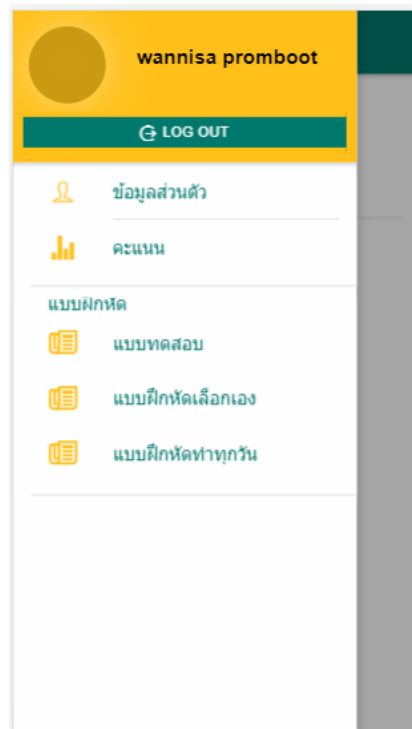 wannisa promboot
LOG OUT
ข้อมูลส่วนตัว
คะแนน
แบบฝึกหัด
แบบทดสอบ
แบบฝึกหัดเลือกเอง
แบบฝึกหัดทำทุกวัน